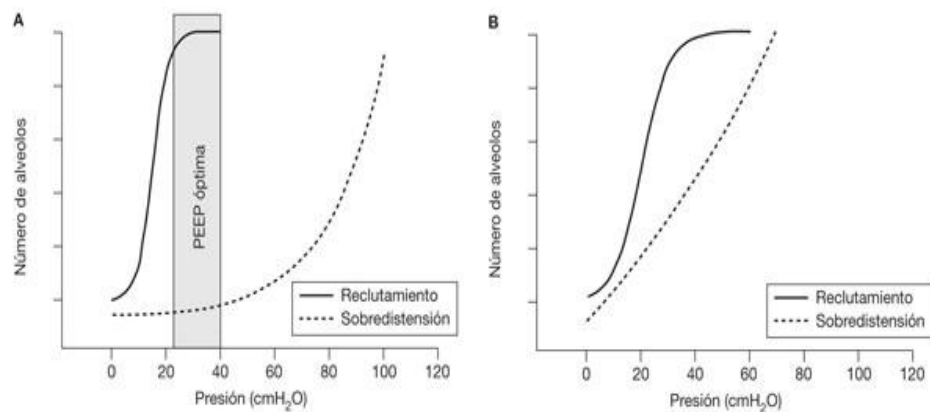 A
Número de alveolos
PEEP óptima
Reclutamiento
Sobredistensión
0 20 40 60 80 100 120
Presión (cmH₂O)
B
Número de alveolos
Reclutamiento
Sobredistensión
0 20 40 60 80 100 120
Presión (cmH₂O)